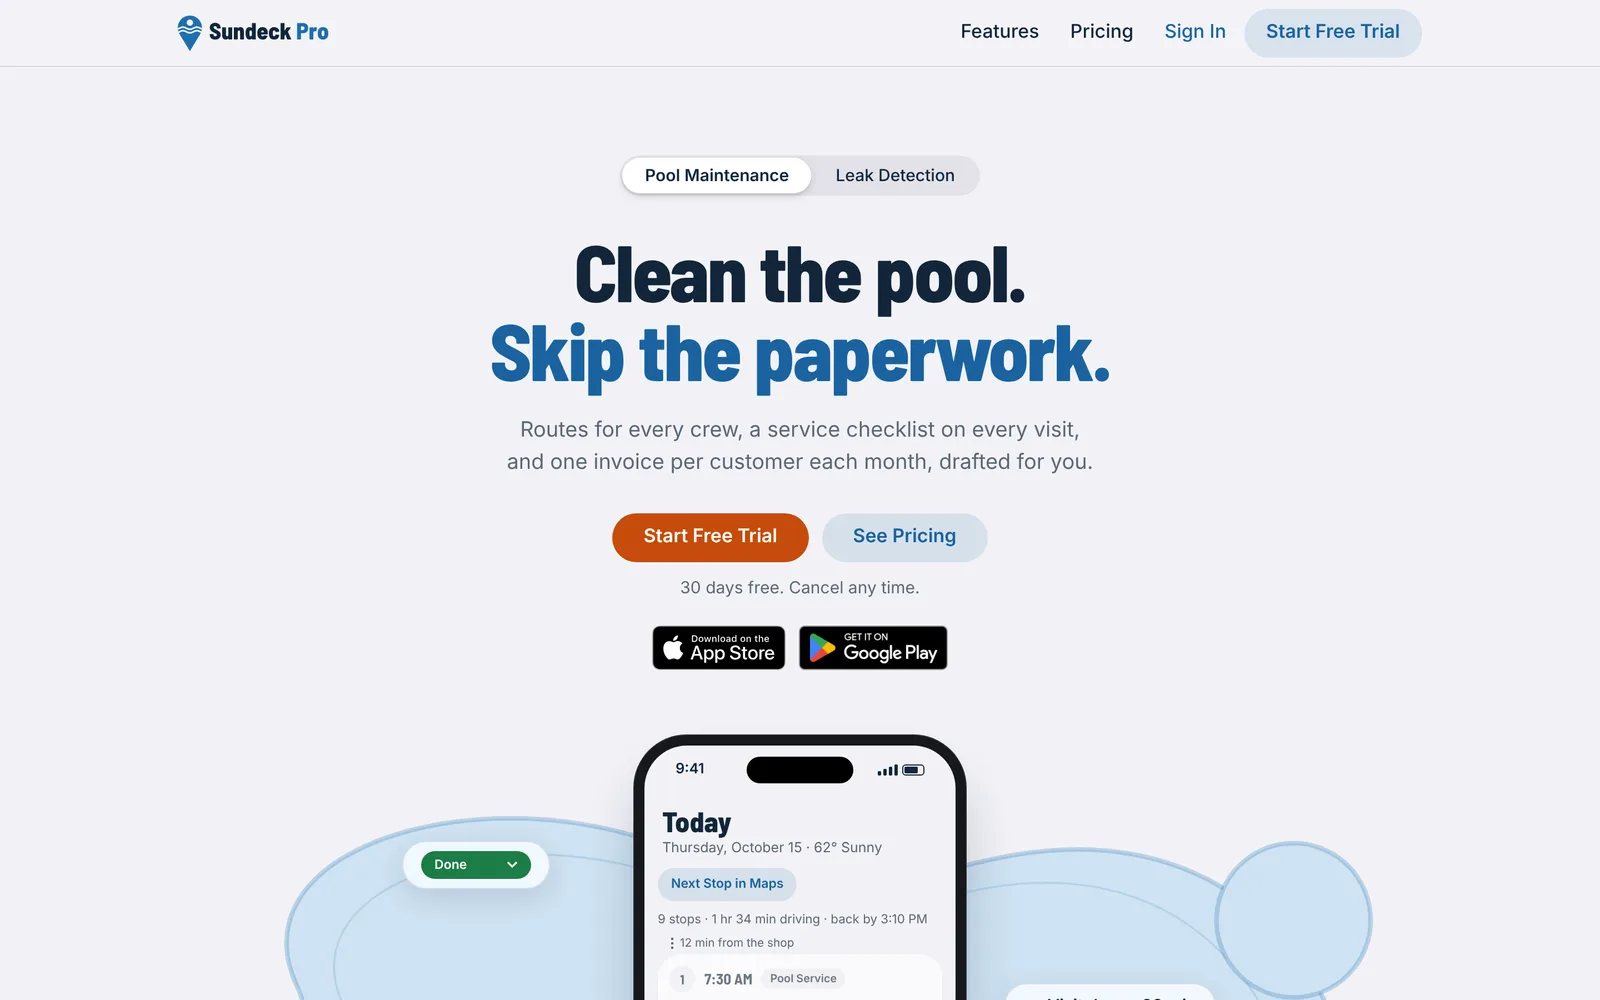 Sundeck Pro
Features
Pricing
Sign In
Start Free Trial
Pool Maintenance
Leak Detection
Clean the pool.
Skip the paperwork.
Routes for every crew, a service checklist on every visit,
and one invoice per customer each month, drafted for you.
Start Free Trial
See Pricing
30 days free. Cancel any time.
Download on the
App Store
GET IT ON
Google Play
9:41
Today
Thursday, October 15 · 62° Sunny
Done
Next Stop in Maps
9 stops · 1 hr 34 min driving · back by 3:10 PM
12 min from the shop
1
7:30 AM
Pool Service